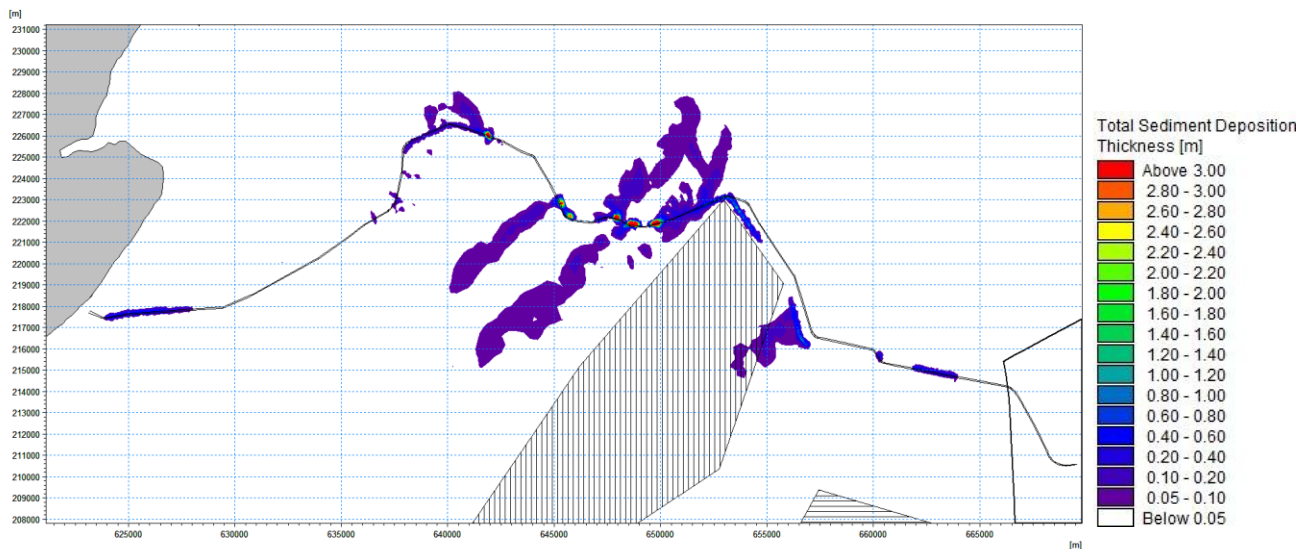 [m]
231000
230000
229000
228000
227000
226000
225000
224000
223000
222000
221000
220000
219000
218000
217000
216000
215000
214000
213000
212000
211000
210000
209000
208000
625000 630000 635000 640000 645000 650000 655000 660000 665000
[m]
Total Sediment Deposition
Thickness [m]
Above 3.00
2.80 - 3.00
2.60 - 2.80
2.40 - 2.60
2.20 - 2.40
2.00 - 2.20
1.80 - 2.00
1.60 - 1.80
1.40 - 1.60
1.20 - 1.40
1.00 - 1.20
0.80 - 1.00
0.60 - 0.80
0.40 - 0.60
0.20 - 0.40
0.10 - 0.20
0.05 - 0.10
Below 0.05